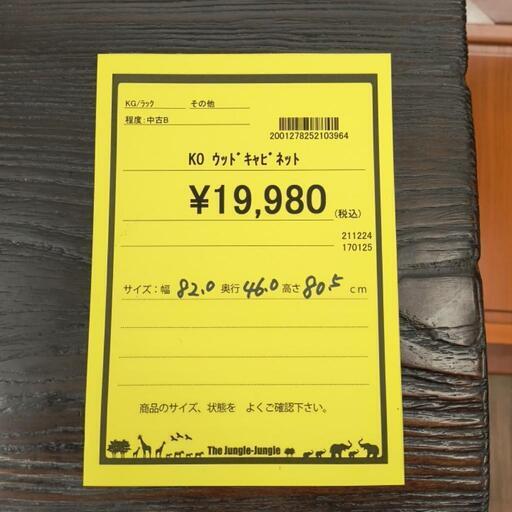 KG/ラック その他
程度:中古B
2001278252103964
KO ウッドキャビネット
¥19,980(税込)
211224
170125
サイズ:幅 82.0 奥行 46.0 高さ 80.5 cm
商品のサイズ、状態を よくご確認下さい。
The Jungle-Jungle